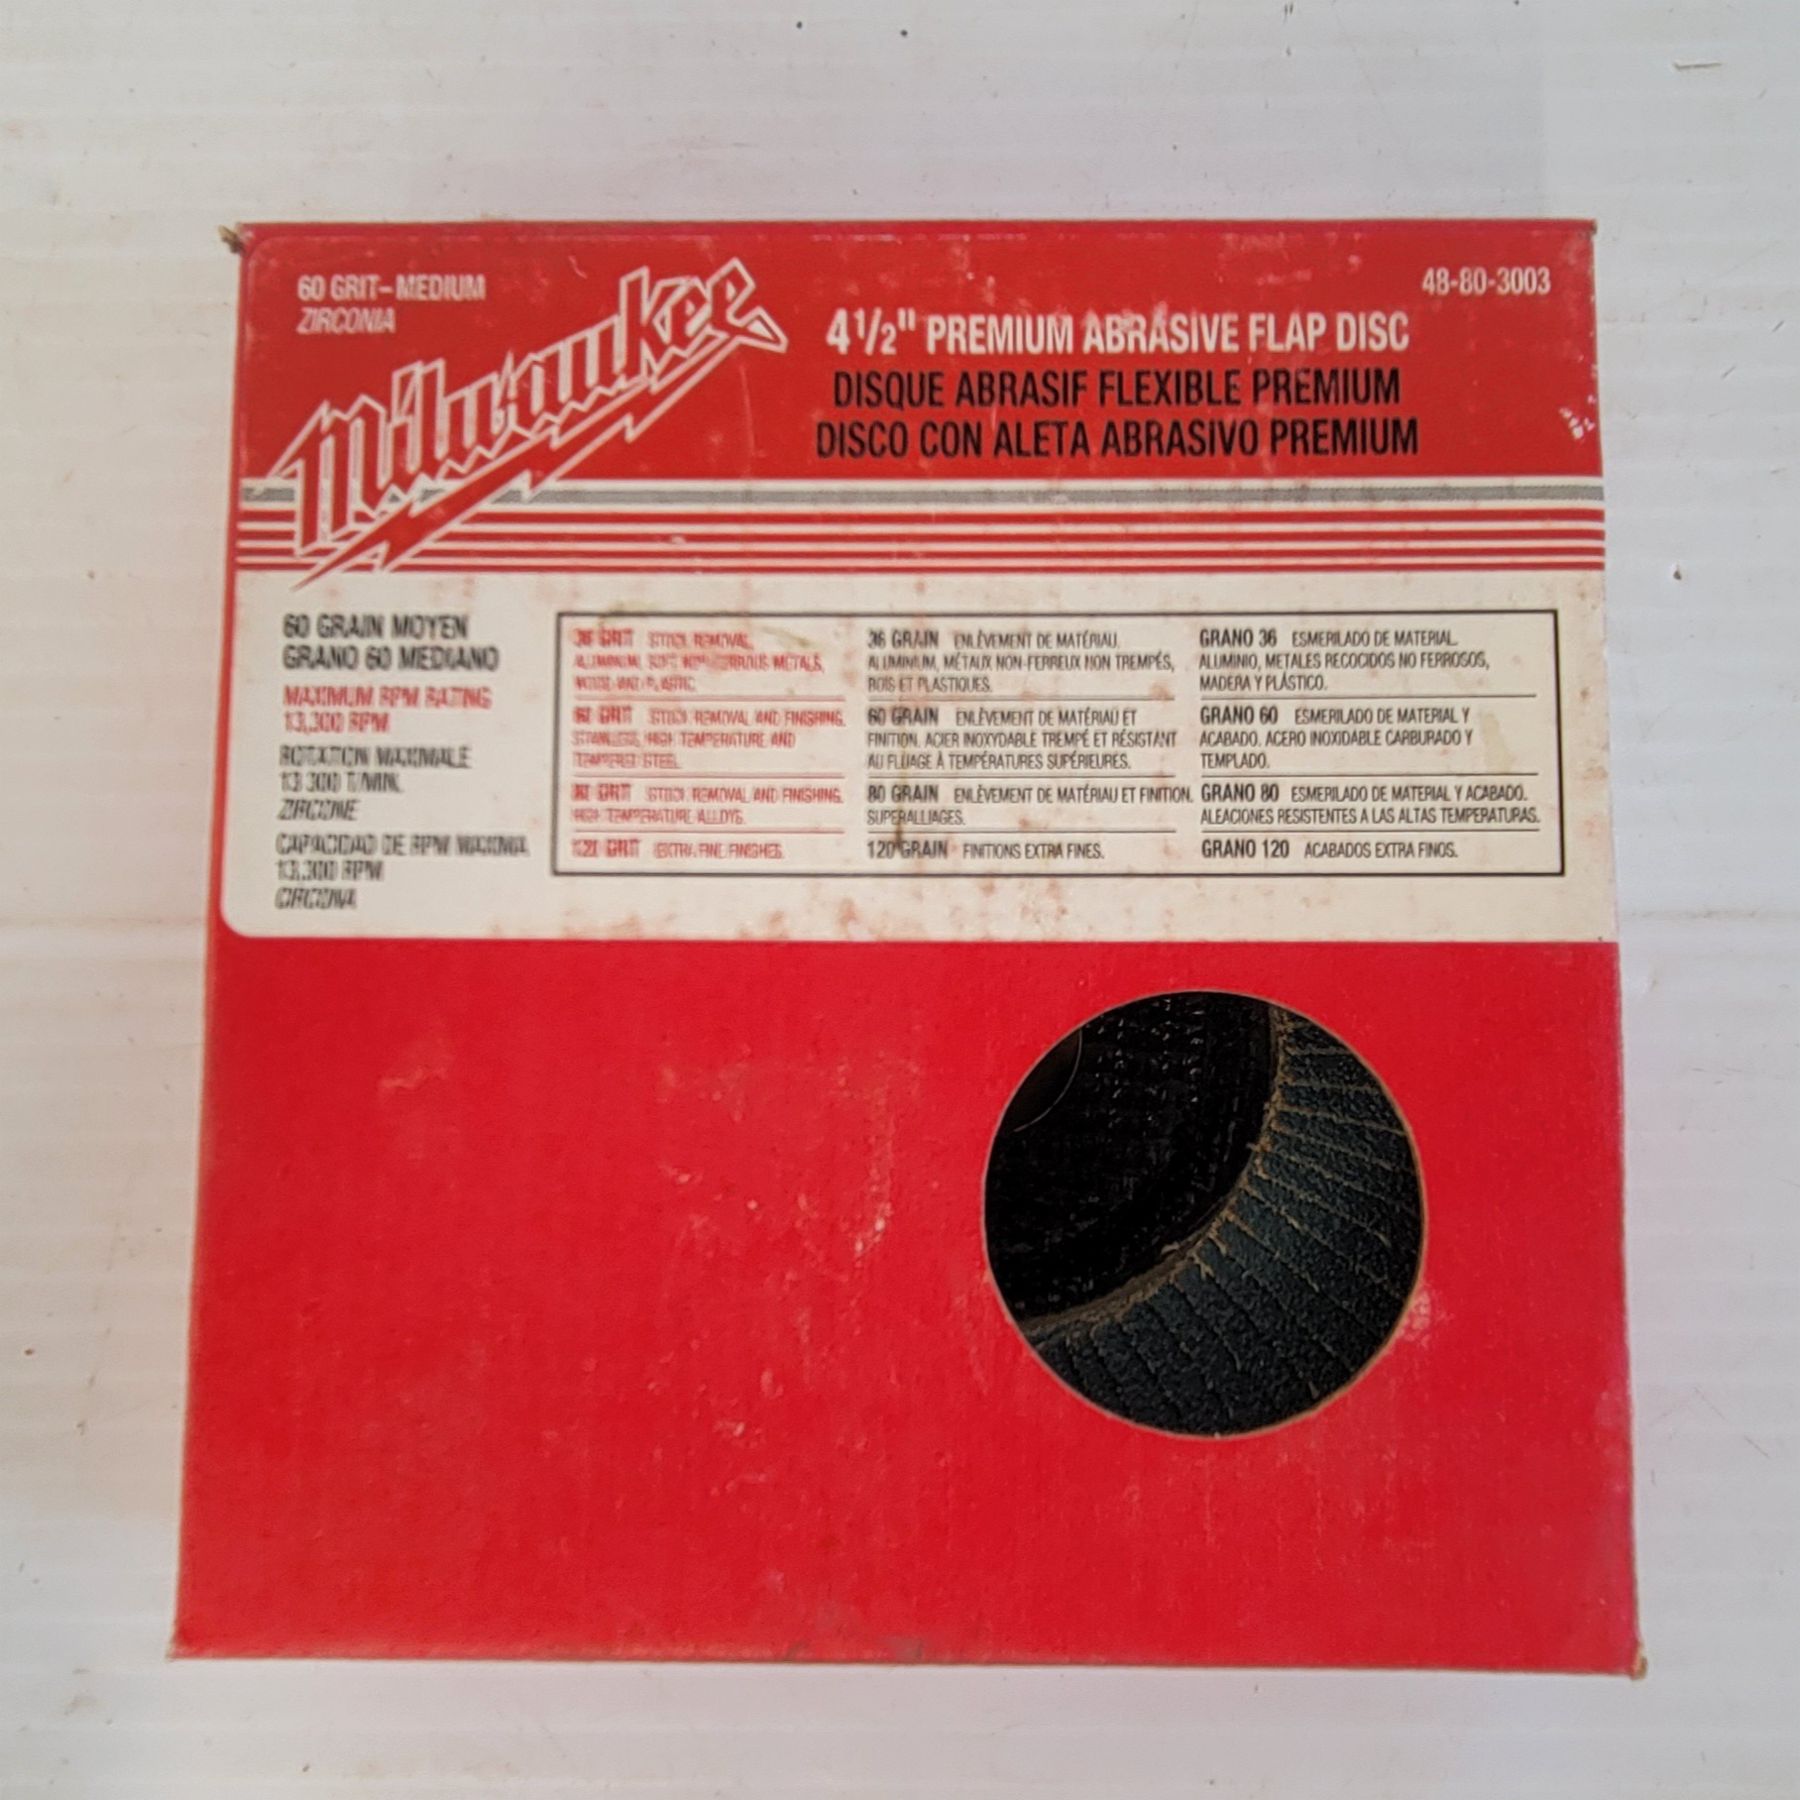 60 GRIT-MEDIUM
ZIRCONIA
Milwaukee
48-80-3003
4 1/2" PREMIUM ABRASIVE FLAP DISC
DISQUE ABRASIF FLEXIBLE PREMIUM
DISCO CON ALETA ABRASIVO PREMIUM
60 GRAIN MOYEN
GRANO 60 MEDIANO
MAXIMUM RPM RATING
13,300 RPM
ROTATION MAXIMALE
13 300 T/MIN.
ZIRCONE
CAPACIDAD DE RPM MAXIMA
13,300 RPM
CIRCONIA
36 GRIT STOCK REMOVAL,
ALUMINUM, SOFT NON-FERROUS METALS,
WOOD AND PLASTIC.
60 GRIT STOCK REMOVAL AND FINISHING.
STAINLESS, HIGH TEMPERATURE AND
TEMPERED STEEL.
80 GRIT STOCK REMOVAL AND FINISHING.
HIGH TEMPERATURE ALLOYS.
120 GRIT EXTRA FINE FINISHES.
36 GRAIN ENLÈVEMENT DE MATÉRIAU.
ALUMINIUM, MÉTAUX NON-FERREUX NON TREMPÉS,
BOIS ET PLASTIQUES.
60 GRAIN ENLÈVEMENT DE MATÉRIAU ET
FINITION. ACIER INOXYDABLE TREMPÉ ET RÉSISTANT
AU FLUAGE À TEMPÉRATURES SUPÉRIEURES.
80 GRAIN ENLÈVEMENT DE MATÉRIAU ET FINITION.
SUPERALLIAGES.
120 GRAIN FINITIONS EXTRA FINES.
GRANO 36 ESMERILADO DE MATERIAL.
ALUMINIO, METALES RECOCIDOS NO FERROSOS,
MADERA Y PLÁSTICO.
GRANO 60 ESMERILADO DE MATERIAL Y
ACABADO. ACERO INOXIDABLE CARBURADO Y
TEMPLADO.
GRANO 80 ESMERILADO DE MATERIAL Y ACABADO.
ALEACIONES RESISTENTES A LAS ALTAS TEMPERATURAS.
GRANO 120 ACABADOS EXTRA FINOS.